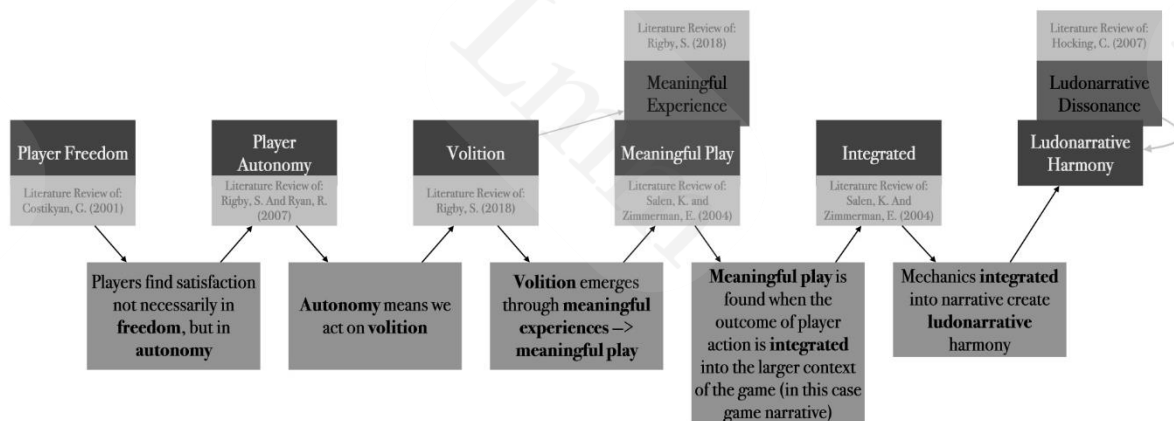 Literature Review of:
Rigby, S. (2018)
Meaningful
Experience
Literature Review of:
Hocking, C. (2007)
Ludonarrative
Dissonance
Player Freedom
Literature Review of:
Costikyan, G. (2001)
Player
Autonomy
Literature Review of:
Rigby, S. And Ryan, R.
(2007)
Volition
Literature Review of:
Rigby, S. (2018)
Meaningful Play
Literature Review of:
Salen, K. and
Zimmerman, E. (2004)
Integrated
Literature Review of:
Salen, K. And
Zimmerman, E. (2004)
Ludonarrative
Harmony
Players find satisfaction
not necessarily in
freedom, but in
autonomy
Autonomy means we
act on volition
Volition emerges
through meaningful
experiences —>
meaningful play
Meaningful play is
found when the
outcome of player
action is integrated
into the larger context
of the game (in this case
game narrative)
Mechanics integrated
into narrative create
ludonarrative
harmony